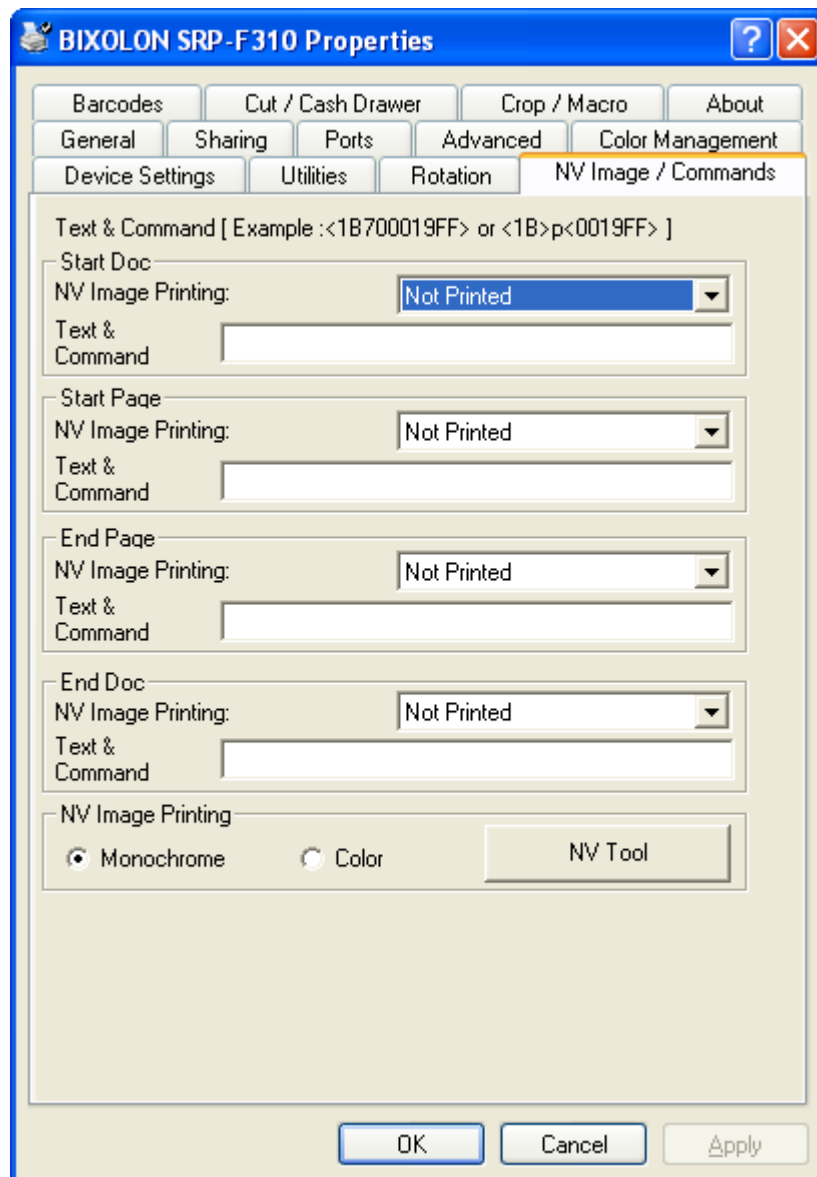 BIXOLON SRP-F310 Properties
Barcodes Cut / Cash Drawer Crop / Macro About
General Sharing Ports Advanced Color Management
Device Settings Utilities Rotation NV Image / Commands
Text & Command [ Example :<1B700019FF> or <1B>p<0019FF> ]
Start Doc
NV Image Printing: Not Printed
Text &
Command
Start Page
NV Image Printing: Not Printed
Text &
Command
End Page
NV Image Printing: Not Printed
Text &
Command
End Doc
NV Image Printing: Not Printed
Text &
Command
NV Image Printing
Monochrome Color NV Tool
OK Cancel Apply